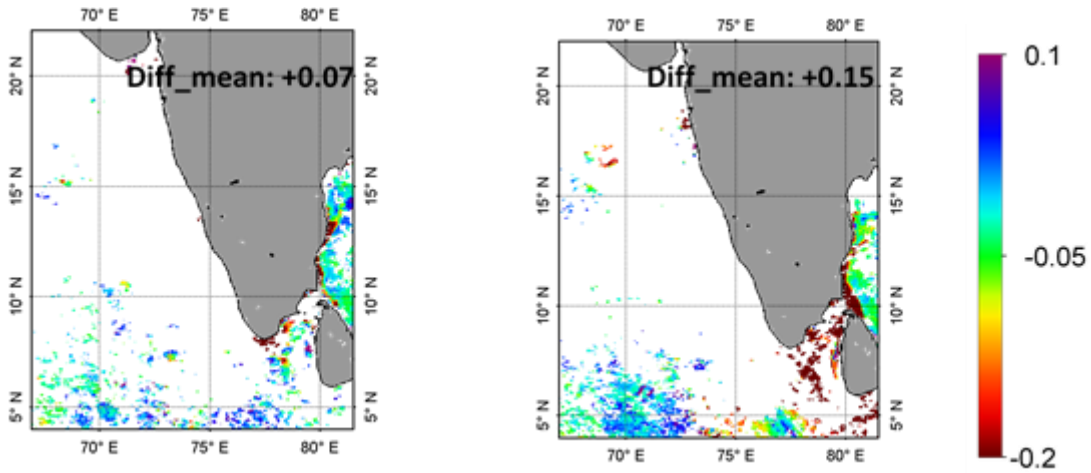 70° E 75° E 80° E
20° N 20° N
Diff_mean: +0.07
15° N 15° N
10° N 10° N
5° N 5° N
70° E 75° E 80° E
70° E 75° E 80° E
20° N 20° N
Diff_mean: +0.15
15° N 15° N
10° N 10° N
5° N 5° N
70° E 75° E 80° E
0.1
-0.05
-0.2